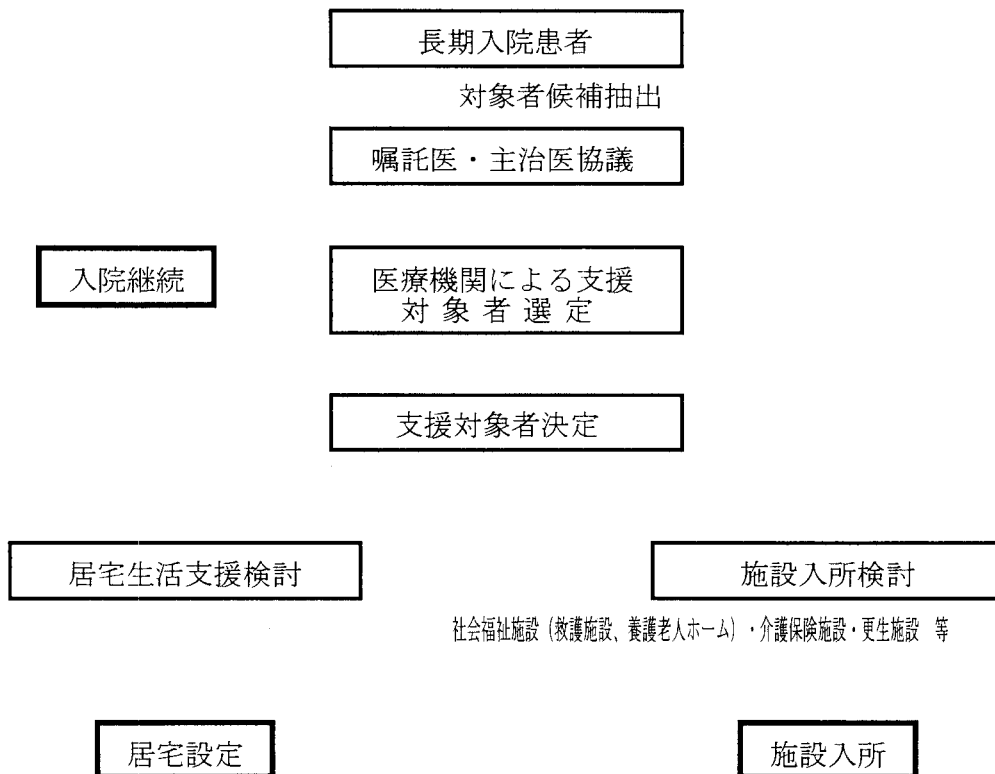 長期入院患者
対象者候補抽出
嘱託医・主治医協議
入院継続
医療機関による支援
対象者選定
支援対象者決定
居宅生活支援検討
施設入所検討
社会福祉施設（救護施設、養護老人ホーム）・介護保険施設・更生施設　等
居宅設定
施設入所